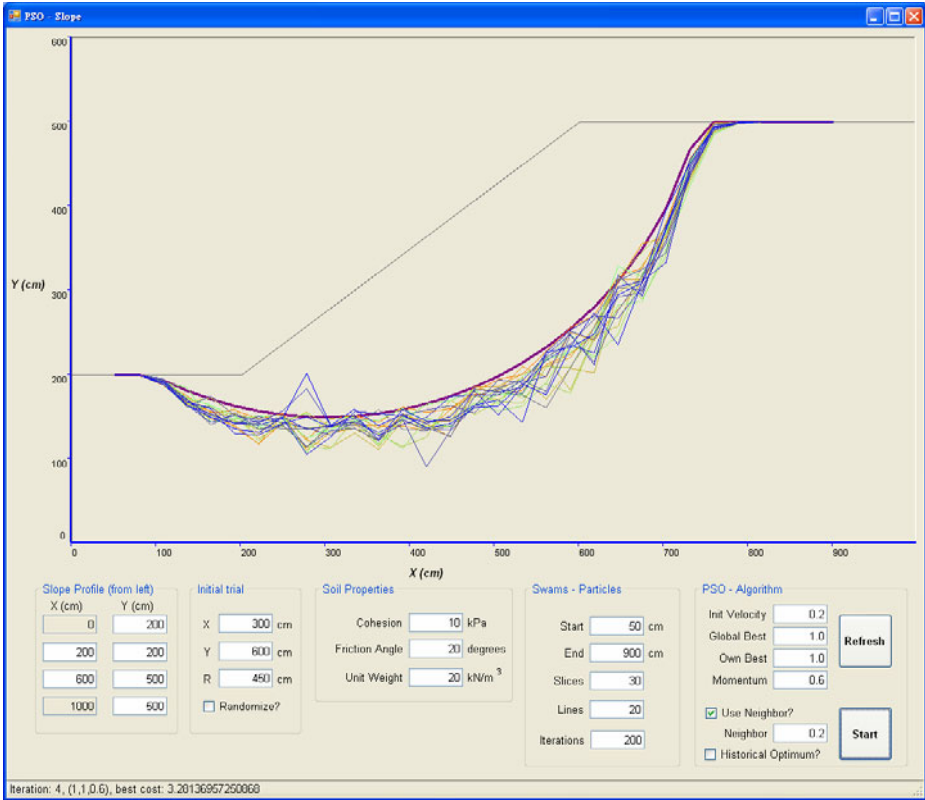 PSO - Slope
600
500
400
Y (cm)
300
200
100
0
0 100 200 300 400 500 600 700 800 900
X (cm)
Slope Profile (from left)
X (cm) Y (cm)
0 200
200 200
600 500
1000 500
Initial trial
X 300 cm
Y 600 cm
R 450 cm
Randomize?
Soil Properties
Cohesion 10 kPa
Friction Angle 20 degrees
Unit Weight 20 kN/m 3
Swams - Particles
Start 50 cm
End 900 cm
Slices 30
Lines 20
Iterations 200
PSO - Algorithm
Init Velocity 0.2
Global Best 1.0
Own Best 1.0
Momentum 0.6
Refresh
Use Neighbor?
Neighbor 0.2
Historical Optimum?
Start
Iteration: 4, (1,1,0.6), best cost: 3.28136957250868